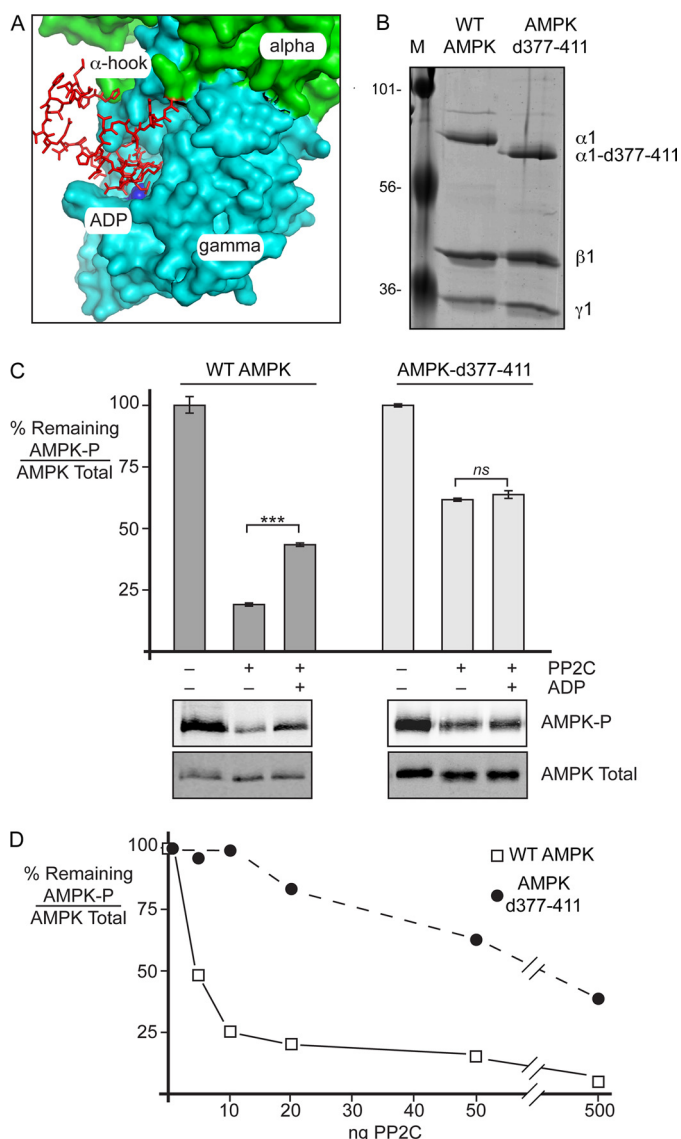 A
α-hook
alpha
ADP
gamma
B
M
WT
AMPK
AMPK
d377-411
101-
56-
36-
α1
α1-d377-411
β1
γ1
C
WT AMPK
AMPK-d377-411
% Remaining
AMPK-P
AMPK Total
100
75
50
25
***
ns
– + + – + + PP2C
– + – + ADP
AMPK-P
AMPK Total
D
% Remaining
AMPK-P
AMPK Total
100
75
50
25
WT AMPK
AMPK
d377-411
10 20 30 40 50 500
ng PP2C